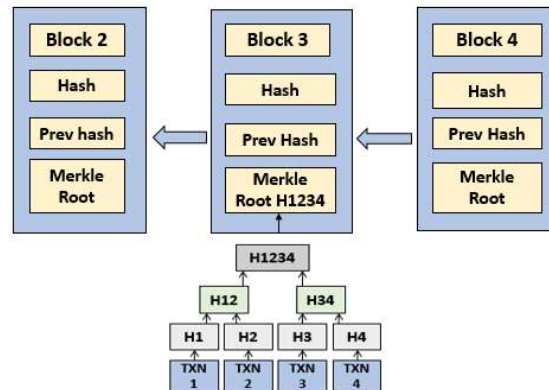 Block 2
Hash
Prev hash
Merkle
Root
Block 3
Hash
Prev Hash
Merkle
Root H1234
Block 4
Hash
Prev Hash
Merkle
Root
H1234
H12
H34
H1
H2
H3
H4
TXN
1
TXN
2
TXN
3
TXN
4